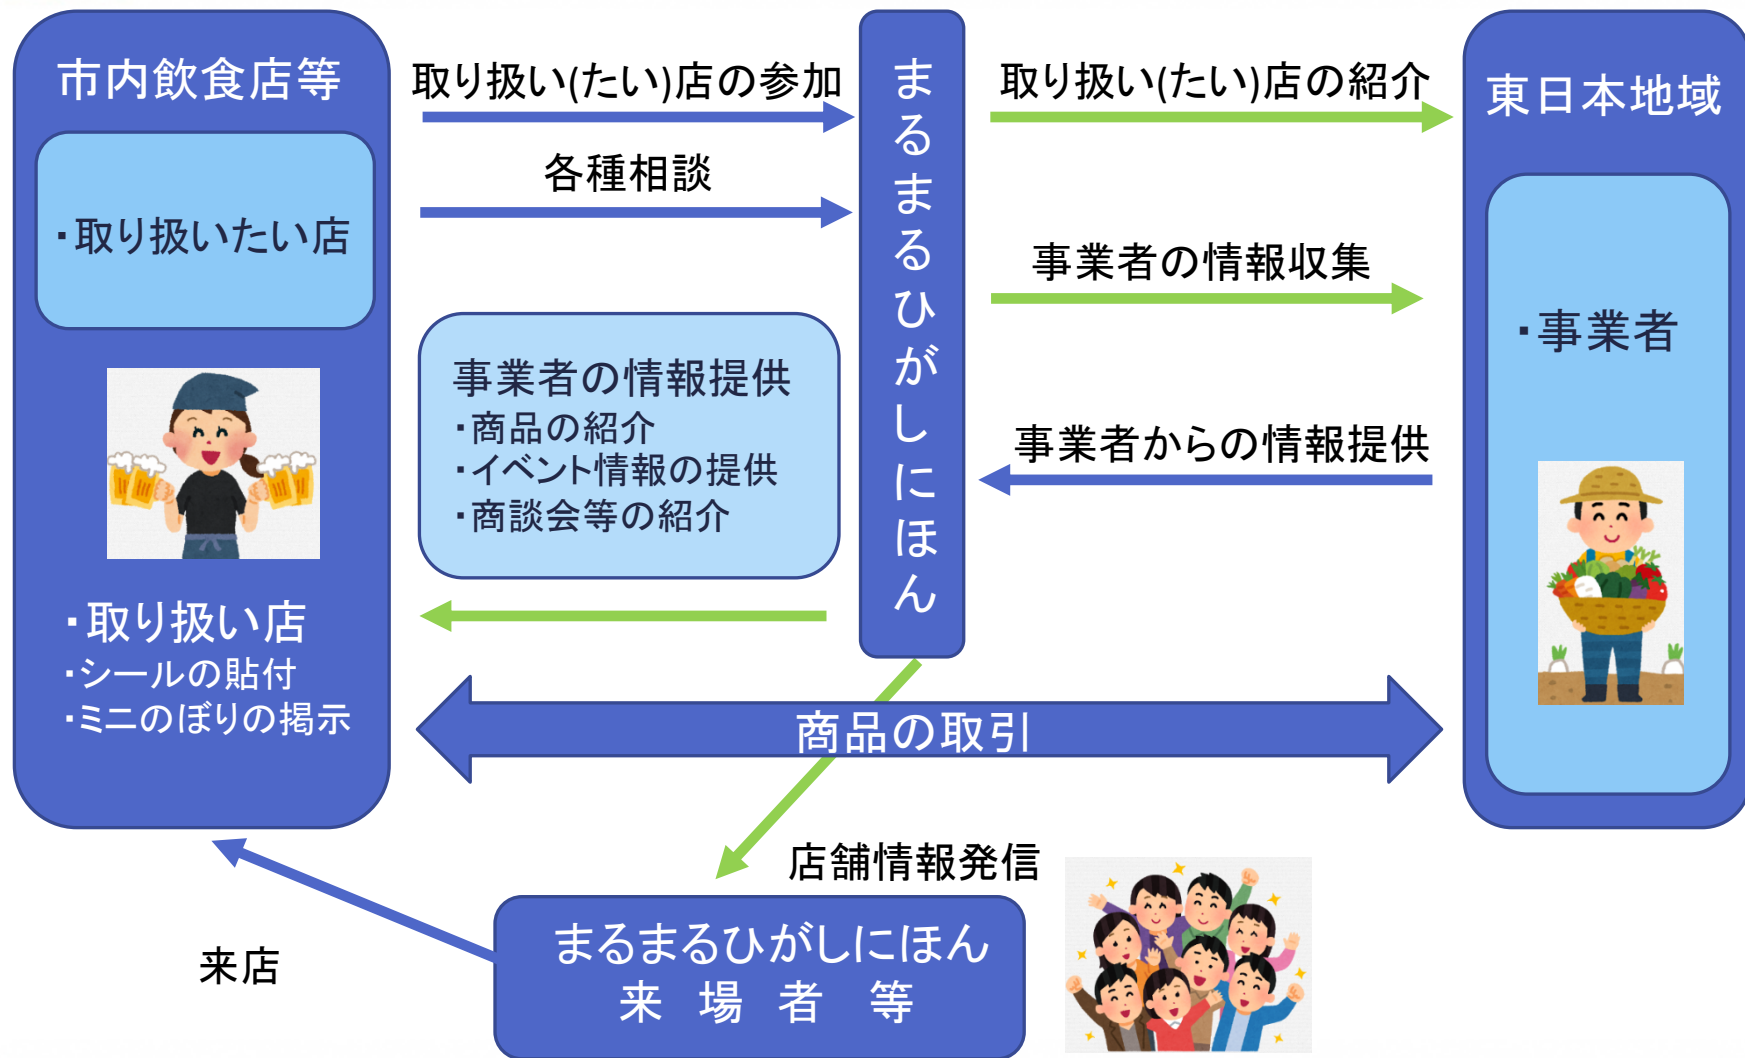 市内飲食店等
・取り扱いたい店
・取り扱い店
・シールの貼付
・ミニのぼりの掲示
取り扱い(たい)店の参加
各種相談
事業者の情報提供
・商品の紹介
・イベント情報の提供
・商談会等の紹介
まるまるひがしにほん
取り扱い(たい)店の紹介
事業者の情報収集
事業者からの情報提供
東日本地域
・事業者
商品の取引
店舗情報発信
まるまるひがしにほん
来場者等
来店